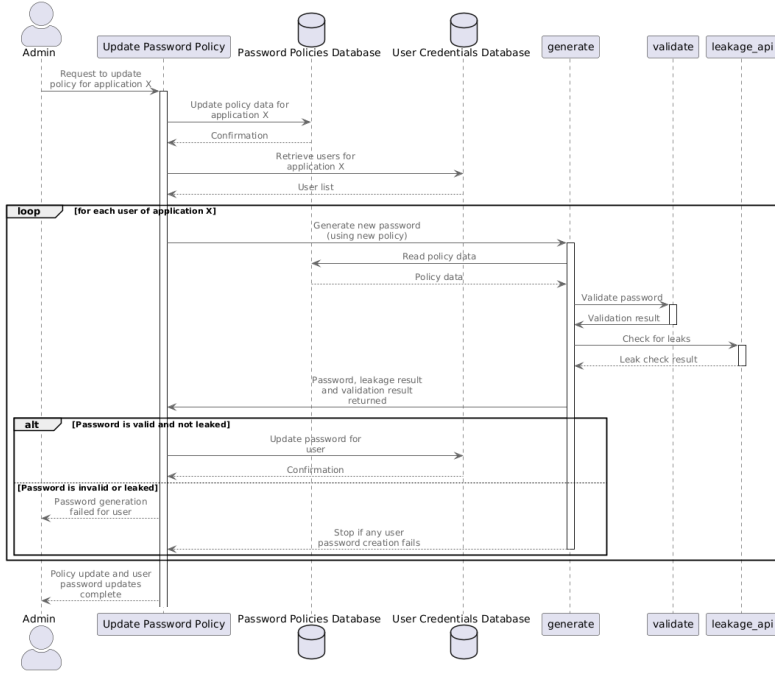 Admin
Update Password Policy
Password Policies Database
User Credentials Database
generate
validate
leakage_api
Request to update
policy for application X
Update policy data for
application X
Confirmation
Retrieve users for
application X
User list
loop
[for each user of application X]
Generate new password
(using new policy)
Read policy data
Policy data
Validate password
Validation result
Check for leaks
Leak check result
Password, leakage result
and validation result
returned
alt
[Password is valid and not leaked]
Update password for
user
Confirmation
[Password is invalid or leaked]
Password generation
failed for user
Stop if any user
password creation fails
Policy update and user
password updates
complete
Admin
Update Password Policy
Password Policies Database
User Credentials Database
generate
validate
leakage_api